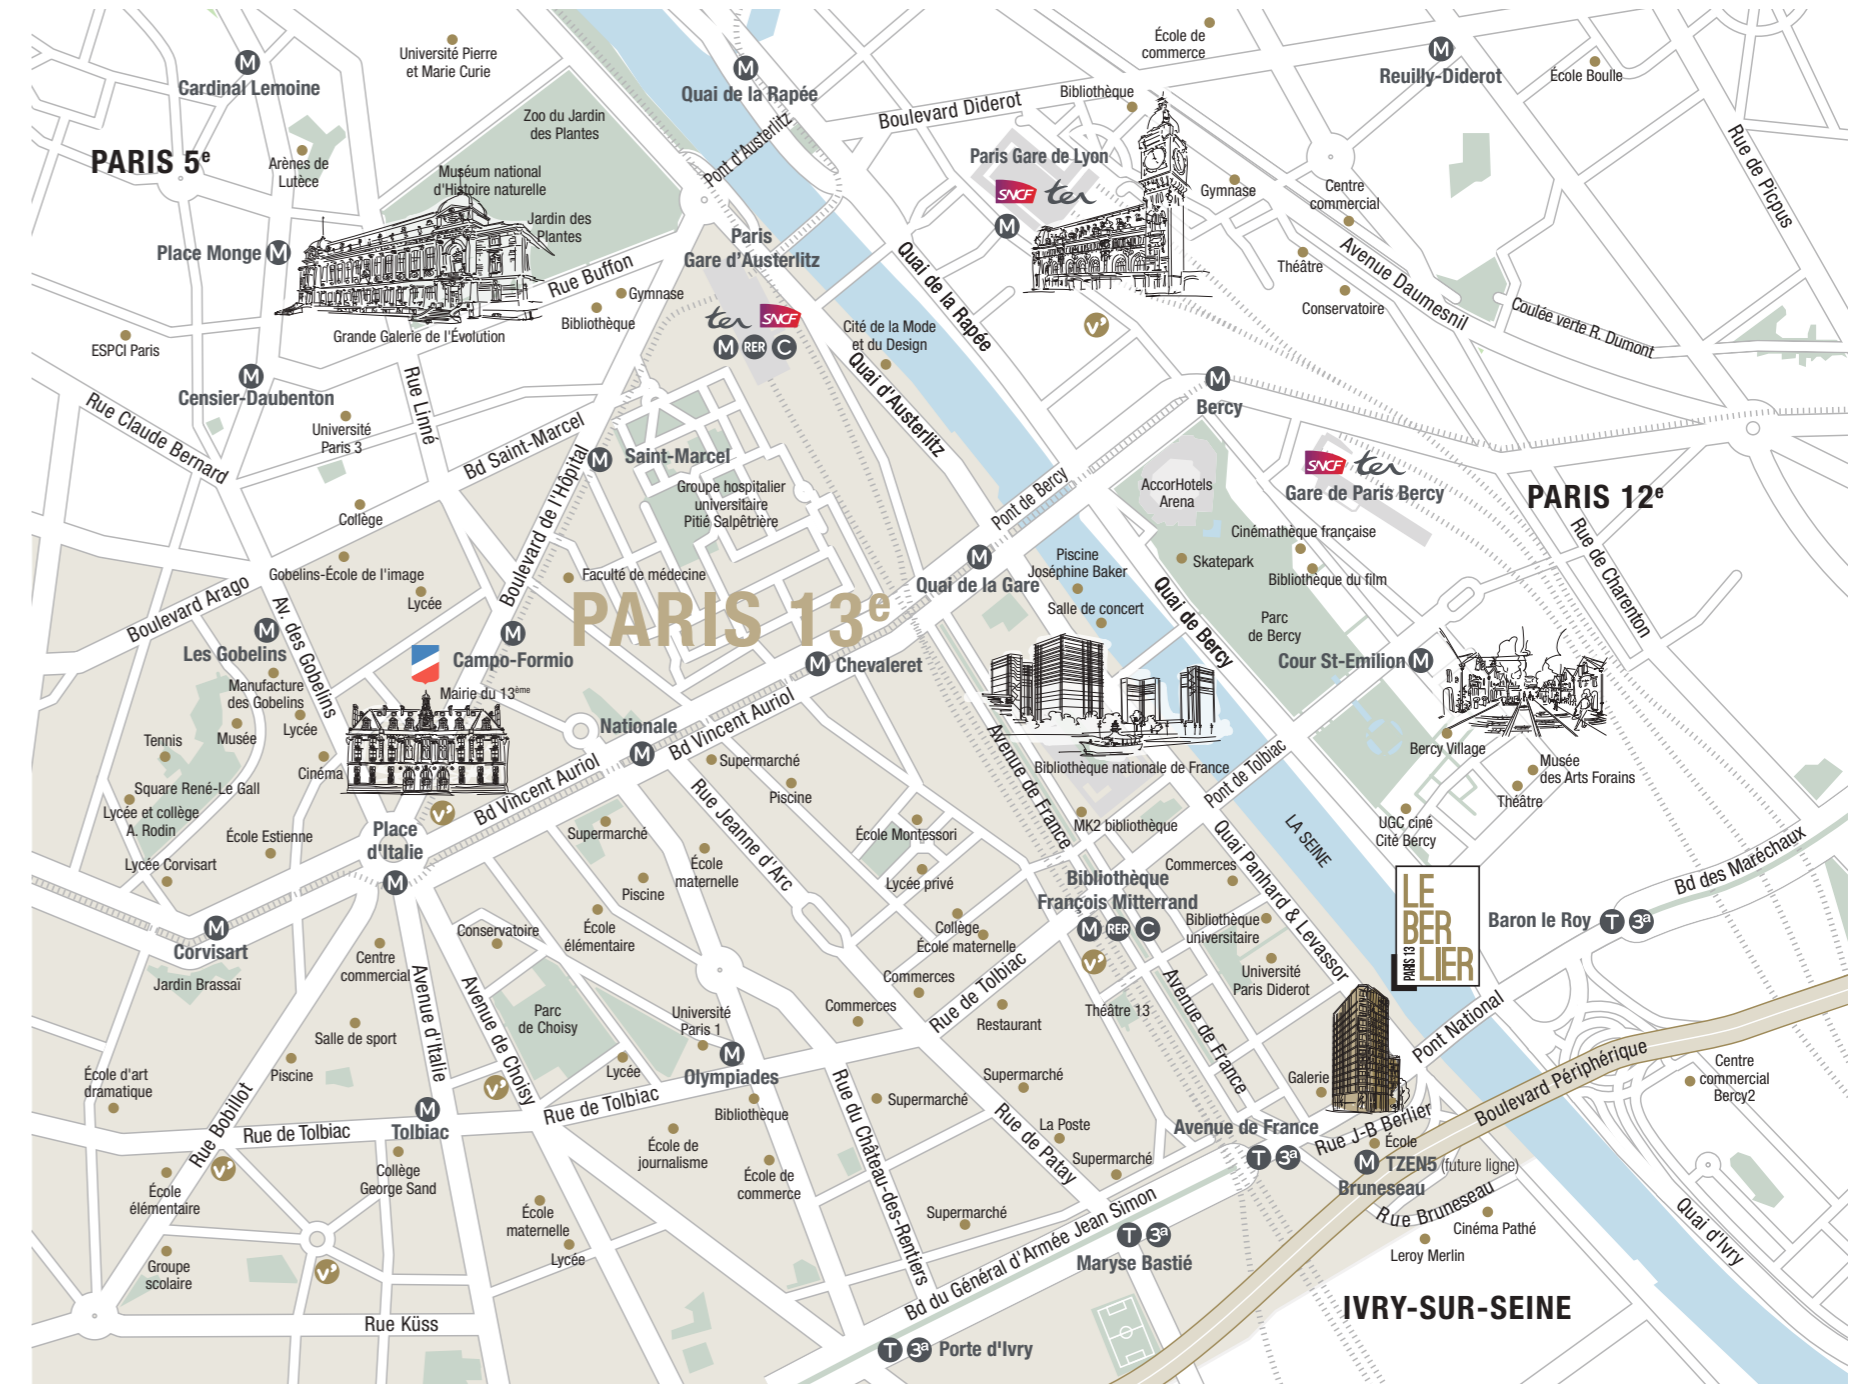 École de
commerce
Université Pierre
et Marie Curie
M
Cardinal Lemoine
M
Quai de la Rapée
M
Reuilly-Diderot
École Boulle
Boulevard Diderot
Bibliothèque
Zoo du Jardin
des Plantes
Pont d'Austerlitz
PARIS 5e
Arènes de
Lutèce
Muséum national
d'Histoire naturelle
Jardin des
Plantes
Paris Gare de Lyon
SNCF ter
M
Gymnase
Centre
commercial
Rue de Picpus
Place Monge M
Paris
Gare d'Austerlitz
ter SNCF
M RER C
Rue Buffon
Gymnase
Bibliothèque
Grande Galerie de l'Évolution
Quai de la Rapée
Théâtre
Conservatoire
Avenue Daumesnil
Coulée verte R. Dumont
v'
ESPCI Paris
Cité de la Mode
et du Design
Quai d'Austerlitz
M
Censier-Daubenton
Rue Linné
Rue Claude Bernard
Université
Paris 3
Bd Saint-Marcel
M
Bercy
M Saint-Marcel
Boulevard de l'Hôpital
Groupe hospitalier
universitaire
Pitié Salpêtrière
Pont de Bercy
AccorHotels
Arena
SNCF ter
Gare de Paris Bercy
PARIS 12e
Collège
Gobelins-École de l'image
Lycée
Faculté de médecine
PARIS 13e
M
Quai de la Gare
Piscine
Joséphine Baker
Salle de concert
Cinémathèque française
Skatepark
Bibliothèque du film
Parc
de Bercy
Quai de Bercy
Rue de Charenton
Boulevard Arago
Av. des Gobelins
M
Les Gobelins
Manufacture
des Gobelins
Lycée
Musée
Tennis
M
Campo-Formio
Mairie du 13ème
M Chevaleret
Cour St-Emilion M
Square René-Le Gall
Cinéma
Lycée et collège
A. Rodin
École Estienne
Lycée Corvisart
Nationale
M
Bd Vincent Auriol
Bd Vincent Auriol
Supermarché
Piscine
Avenue de France
Bibliothèque nationale de France
Pont de Tolbiac
Bercy Village
Musée
des Arts Forains
Théâtre
v'
Place
d'Italie
M
Supermarché
Rue Jeanne d'Arc
École
maternelle
Piscine
École Montessori
Lycée privé
MK2 bibliothèque
Quai Panhard & Levassor
LA SEINE
UGC ciné
Cité Bercy
Bd des Maréchaux
Commerces
Bibliothèque
François Mitterrand
M RER C
v'
LE
BER
LIER
PARIS 13
Baron le Roy T 3a
M
Corvisart
Jardin Brassaï
Conservatoire
École
élémentaire
Collège
École maternelle
Bibliothèque
universitaire
Centre
commercial
Avenue d'Italie
Avenue de Choisy
Commerces
Commerces
Rue de Tolbiac
Université
Paris Diderot
Parc
de Choisy
Université
Paris 1
Restaurant
Théâtre 13
Avenue de France
Pont National
Salle de sport
Piscine
Lycée
M
Olympiades
Boulevard Périphérique
Centre
commercial
Bercy2
École d'art
dramatique
Rue Bobillot
v'
Supermarché
Galerie
M
Tolbiac
Rue de Tolbiac
Rue de Tolbiac
Bibliothèque
Rue du Château-des-Rentiers
Supermarché
Rue de Patay
La Poste
Avenue de France
T 3a
Rue J-B Berlier
École
v'
Collège
George Sand
École de
journalisme
École de
commerce
Supermarché
M TZEN5 (future ligne)
Bruneseau
Rue Bruneseau
École
élémentaire
École
maternelle
Lycée
Supermarché
Bd du Général d'Armée Jean Simon
T 3a
Maryse Bastié
Cinéma Pathé
Leroy Merlin
Quai d'Ivry
Groupe
scolaire
v'
IVRY-SUR-SEINE
Rue Küss
T 3a Porte d'Ivry